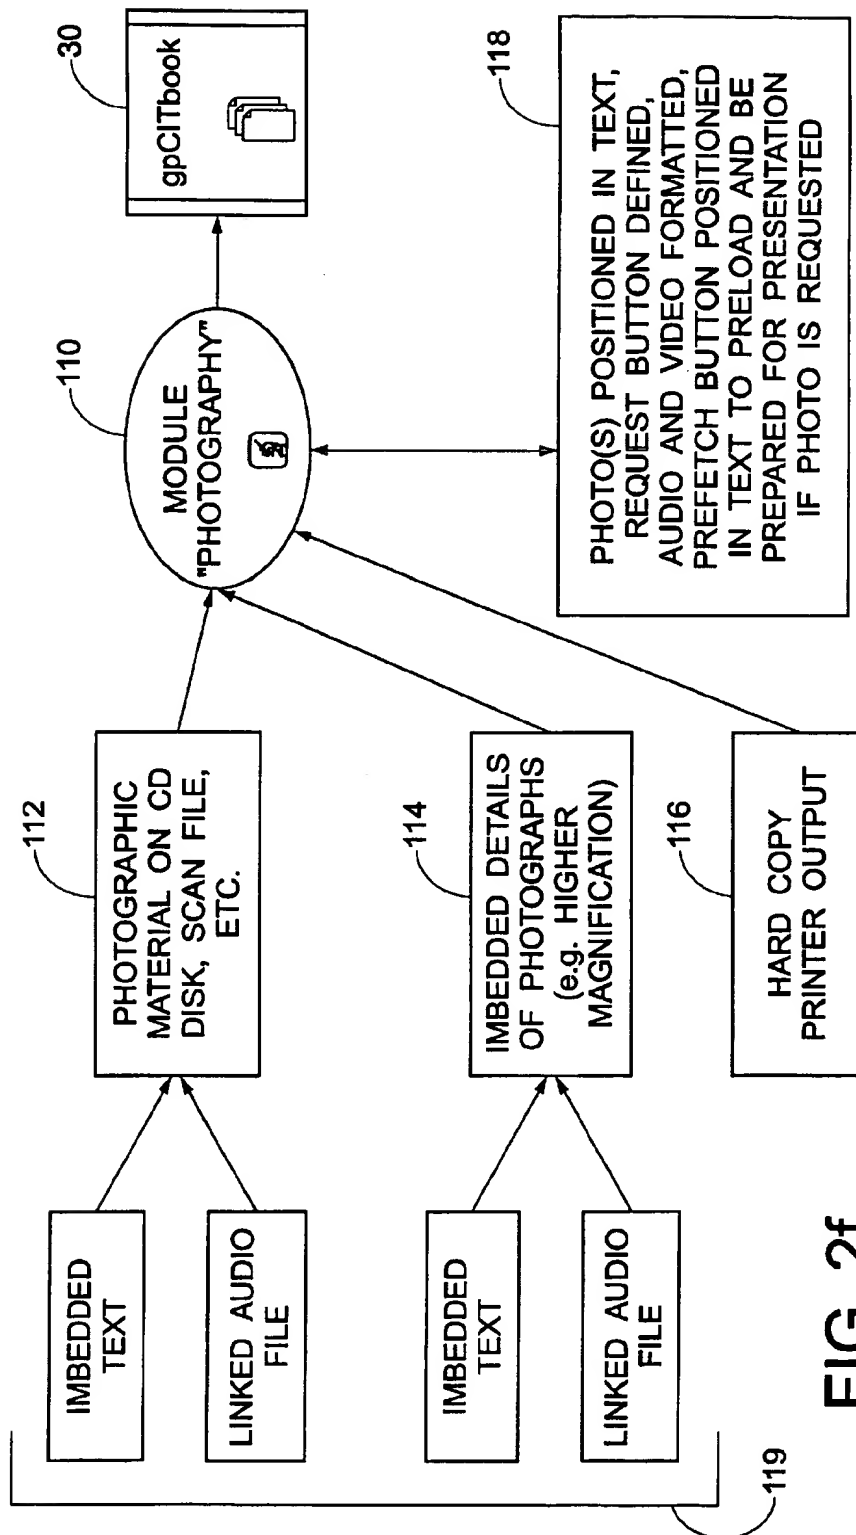 119
IMBEDDED
TEXT
LINKED AUDIO
FILE
IMBEDDED
TEXT
LINKED AUDIO
FILE
112
PHOTOGRAPHIC
MATERIAL ON CD
DISK, SCAN FILE,
ETC.
114
IMBEDDED DETAILS
OF PHOTOGRAPHS
(e.g. HIGHER
MAGNIFICATION)
116
HARD COPY
PRINTER OUTPUT
110
MODULE
"PHOTOGRAPHY"
30
gpCITbook
118
PHOTO(S) POSITIONED IN TEXT,
REQUEST BUTTON DEFINED,
AUDIO AND VIDEO FORMATTED,
PREFETCH BUTTON POSITIONED
IN TEXT TO PRELOAD AND BE
PREPARED FOR PRESENTATION
IF PHOTO IS REQUESTED
FIG. 2f